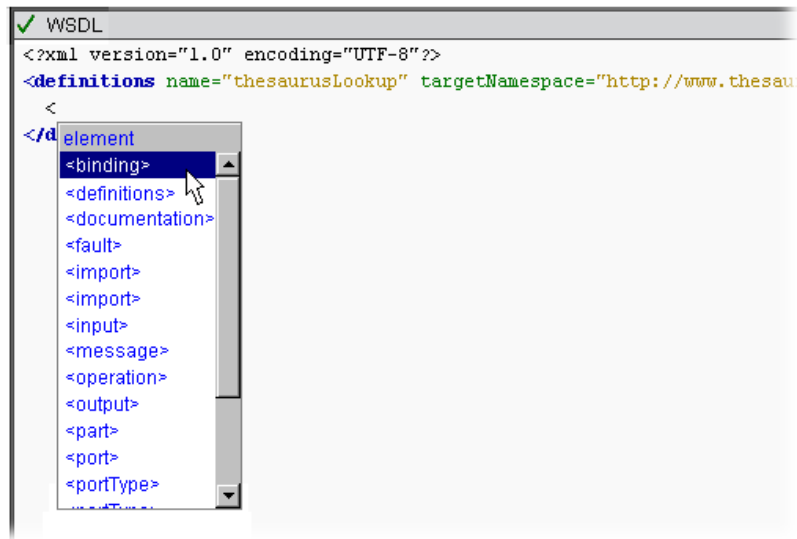 WSDL
<?xml version="1.0" encoding="UTF-8"?>
<definitions name="thesaurusLookup" targetNamespace="http://www.thesau
<
</d
element
<binding>
<definitions>
<documentation>
<fault>
<import>
<import>
<input>
<message>
<operation>
<output>
<part>
<port>
<portType>